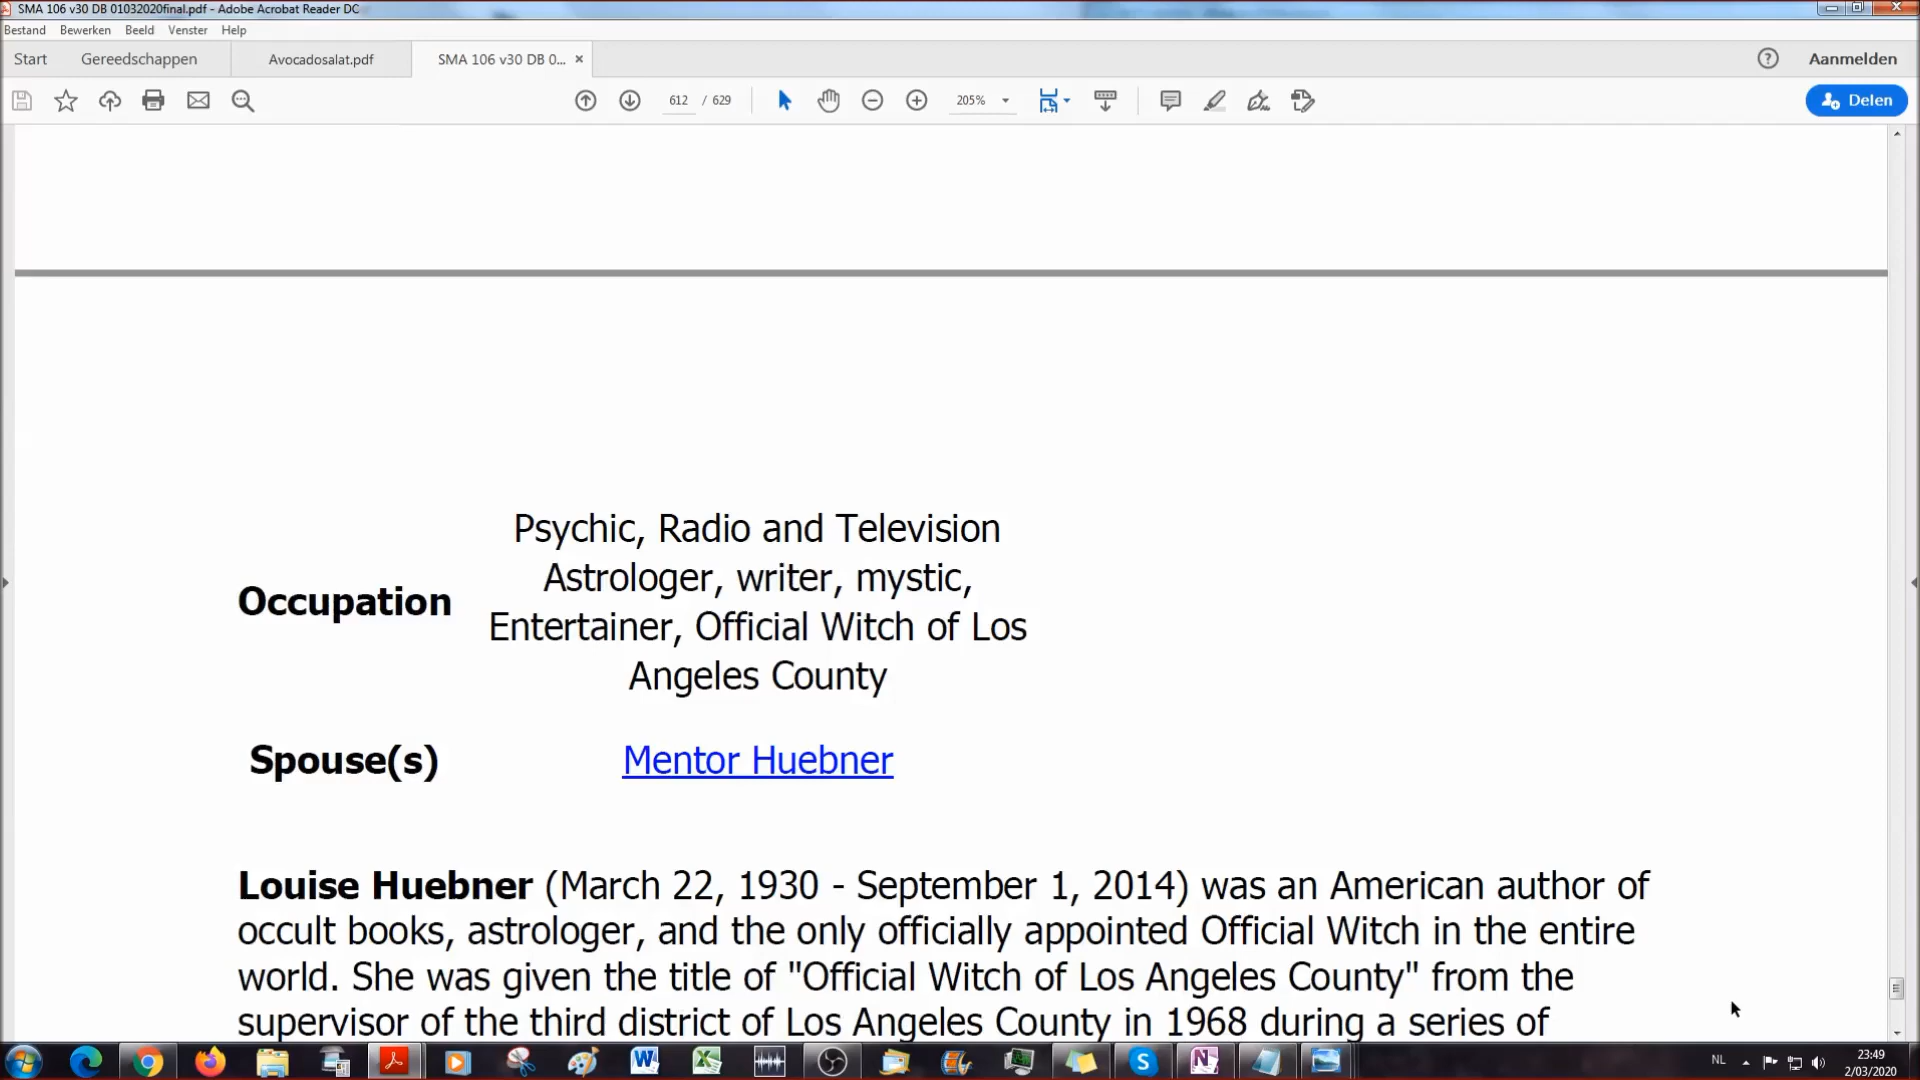 SMA 106 v30 DB 01032020final.pdf - Adobe Acrobat Reader DC
Bestand Bewerken Beeld Venster Help
Start Gereedschappen Avocadosalat.pdf SMA 106 v30 DB 0... × ? Aanmelden
612 / 629 205% Delen
Psychic, Radio and Television
Astrologer, writer, mystic,
Occupation
Entertainer, Official Witch of Los
Angeles County
Spouse(s) Mentor Huebner
Louise Huebner (March 22, 1930 - September 1, 2014) was an American author of
occult books, astrologer, and the only officially appointed Official Witch in the entire
world. She was given the title of "Official Witch of Los Angeles County" from the
supervisor of the third district of Los Angeles County in 1968 during a series of
NL 23:49
2/03/2020